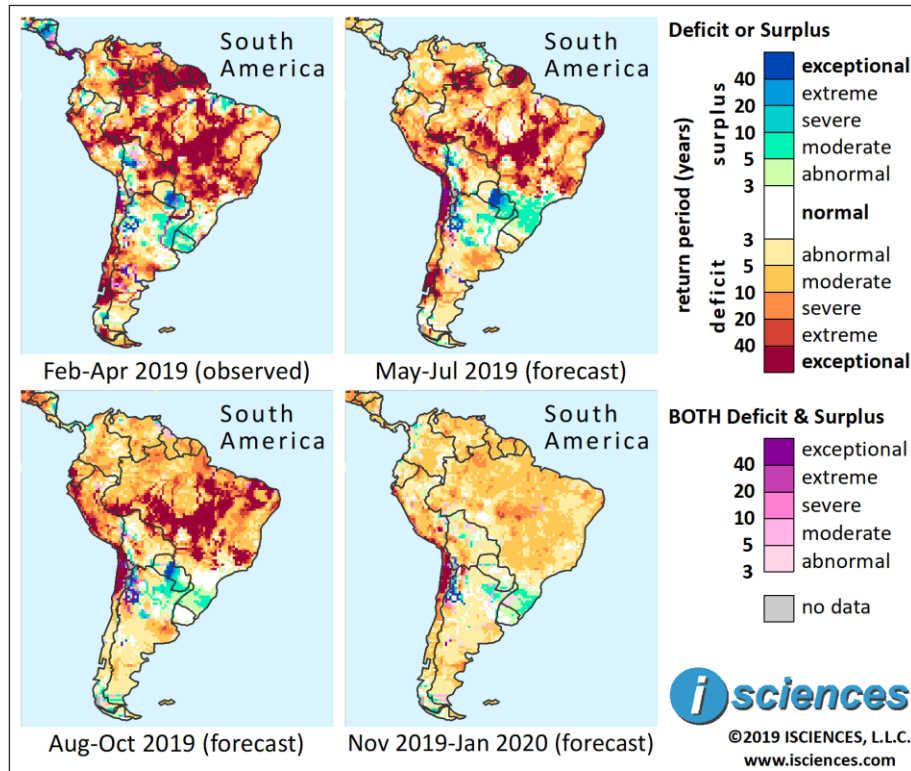 South
America
Feb-Apr 2019 (observed)
South
America
May-Jul 2019 (forecast)
South
America
Aug-Oct 2019 (forecast)
South
America
Nov 2019-Jan 2020 (forecast)
Deficit or Surplus
return period (years)
surplus
deficit
exceptional
40
extreme
20
severe
10
moderate
5
abnormal
3
normal
3
abnormal
5
moderate
10
severe
20
extreme
40
exceptional
BOTH Deficit & Surplus
exceptional
40
extreme
20
severe
10
moderate
5
abnormal
3
no data
i sciences
©2019 ISCIENCES, L.L.C.
www.isciences.com